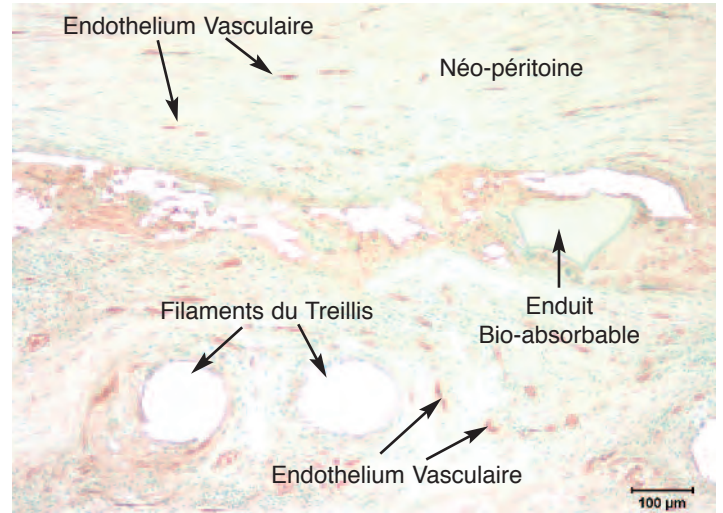 Endothelium Vasculaire
Néo-péritoine
Filaments du Treillis
Enduit
Bio-absorbable
Endothelium Vasculaire
100 µm